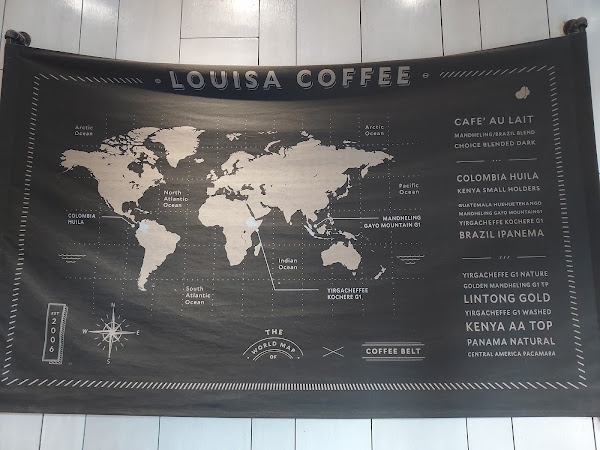 LOUISA COFFEE
Arctic
Ocean
Arctic
Ocean
North
Atlantic
Ocean
Pacific
Ocean
COLOMBIA
HUILA
MANDHELING
GAYO MOUNTAIN G1
Indian
Ocean
YIRGACHEFFEE
KOCHERE G1
South
Atlantic
Ocean
EST
2006
N
W
E
S
THE
WORLD MAP
OF
COFFEE BELT
CAFE' AU LAIT
MANDHELING/BRAZIL BLEND
CHOICE BLENDED DARK
COLOMBIA HUILA
KENYA SMALL HOLDERS
GUATEMALA HUEHUETENANGO
MANDHELING GAYO MOUNTAING1
YIRGACHEFFE KOCHERE G1
BRAZIL IPANEMA
YIRGACHEFFE G1 NATURE
GOLDEN MANDHELING G1 TP
LINTONG GOLD
YIRGACHEFFE G1 WASHED
KENYA AA TOP
PANAMA NATURAL
CENTRAL AMERICA PACAMARA